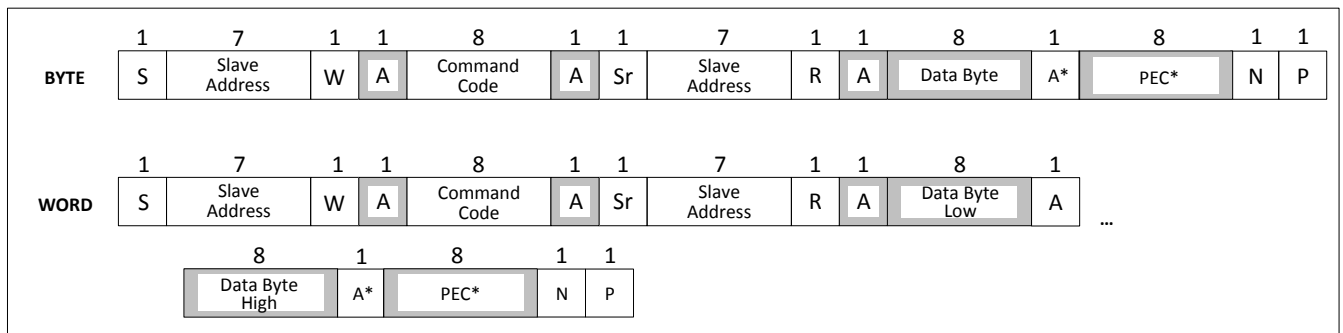 1 7 1 1 8 1 1 7 1 1 8 1 8 1 1
BYTE S Slave Address W A Command Code A Sr Slave Address R A Data Byte A* PEC* N P
1 7 1 1 8 1 1 7 1 1 8 1
WORD S Slave Address W A Command Code A Sr Slave Address R A Data Byte Low A ...
8 1 8 1 1
Data Byte High A* PEC* N P